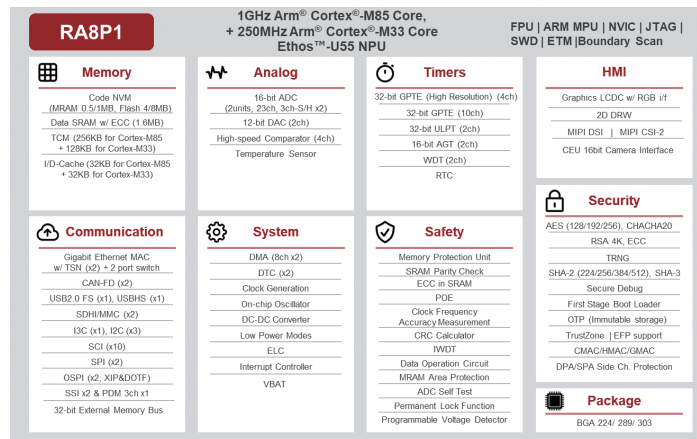 RA8P1
1GHz Arm® Cortex®-M85 Core,
+ 250MHz Arm® Cortex®-M33 Core
Ethos™-U55 NPU
FPU | ARM MPU | NVIC | JTAG |
SWD | ETM |Boundary Scan
Memory
Code NVM
(MRAM 0.5/1MB, Flash 4/8MB)
Data SRAM w/ ECC (1.6MB)
TCM (256KB for Cortex-M85
+ 128KB for Cortex-M33)
I/D-Cache (32KB for Cortex-M85
+ 32KB for Cortex-M33)
Analog
16-bit ADC
(2units, 23ch, 3ch-S/H x2)
12-bit DAC (2ch)
High-speed Comparator (4ch)
Temperature Sensor
Timers
32-bit GPTE (High Resolution) (4ch)
32-bit GPTE (10ch)
32-bit ULPT (2ch)
16-bit AGT (2ch)
WDT (2ch)
RTC
HMI
Graphics LCDC w/ RGB i/f
2D DRW
MIPI DSI | MIPI CSI-2
CEU 16bit Camera Interface
Communication
Gigabit Ethernet MAC
w/ TSN (x2) + 2 port switch
CAN-FD (x2)
USB2.0 FS (x1), USBHS (x1)
SDHI/MMC (x2)
I3C (x1), I2C (x3)
SCI (x10)
SPI (x2)
OSPI (x2, XIP&DOTF)
SSI x2 & PDM 3ch x1
32-bit External Memory Bus
System
DMA (8ch x2)
DTC (x2)
Clock Generation
On-chip Oscillator
DC-DC Converter
Low Power Modes
ELC
Interrupt Controller
VBAT
Safety
Memory Protection Unit
SRAM Parity Check
ECC in SRAM
POE
Clock Frequency
Accuracy Measurement
CRC Calculator
IWDT
Data Operation Circuit
MRAM Area Protection
ADC Self Test
Permanent Lock Function
Programmable Voltage Detector
Security
AES (128/192/256), CHACHA20
RSA 4K, ECC
TRNG
SHA-2 (224/256/384/512), SHA-3
Secure Debug
First Stage Boot Loader
OTP (Immutable storage)
TrustZone | EFP support
CMAC/HMAC/GMAC
DPA/SPA Side Ch. Protection
Package
BGA 224/ 289/ 303